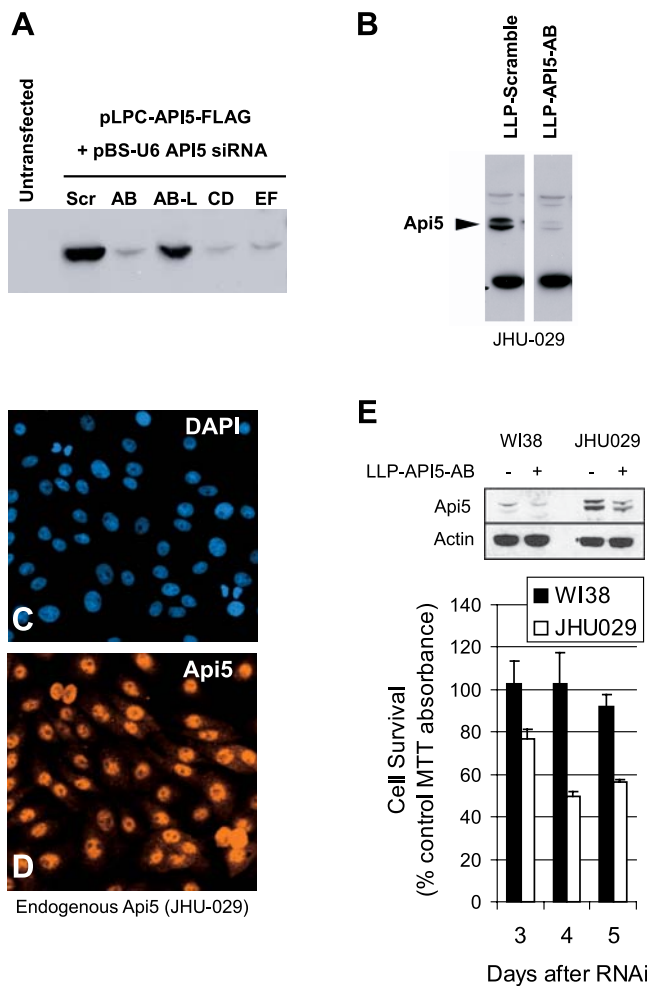 A
Untransfected
pLPC-API5-FLAG
+ pBS-U6 API5 siRNA
Scr AB AB-L CD EF
B
LLP-Scramble
LLP-API5-AB
Api5
JHU-029
DAPI
C
Api5
D
Endogenous Api5 (JHU-029)
E
WI38 JHU029
LLP-API5-AB - + - +
Api5
Actin
WI38
JHU029
140
120
100
80
60
40
20
0
Cell Survival
(% control MTT absorbance)
3 4 5
Days after RNAi